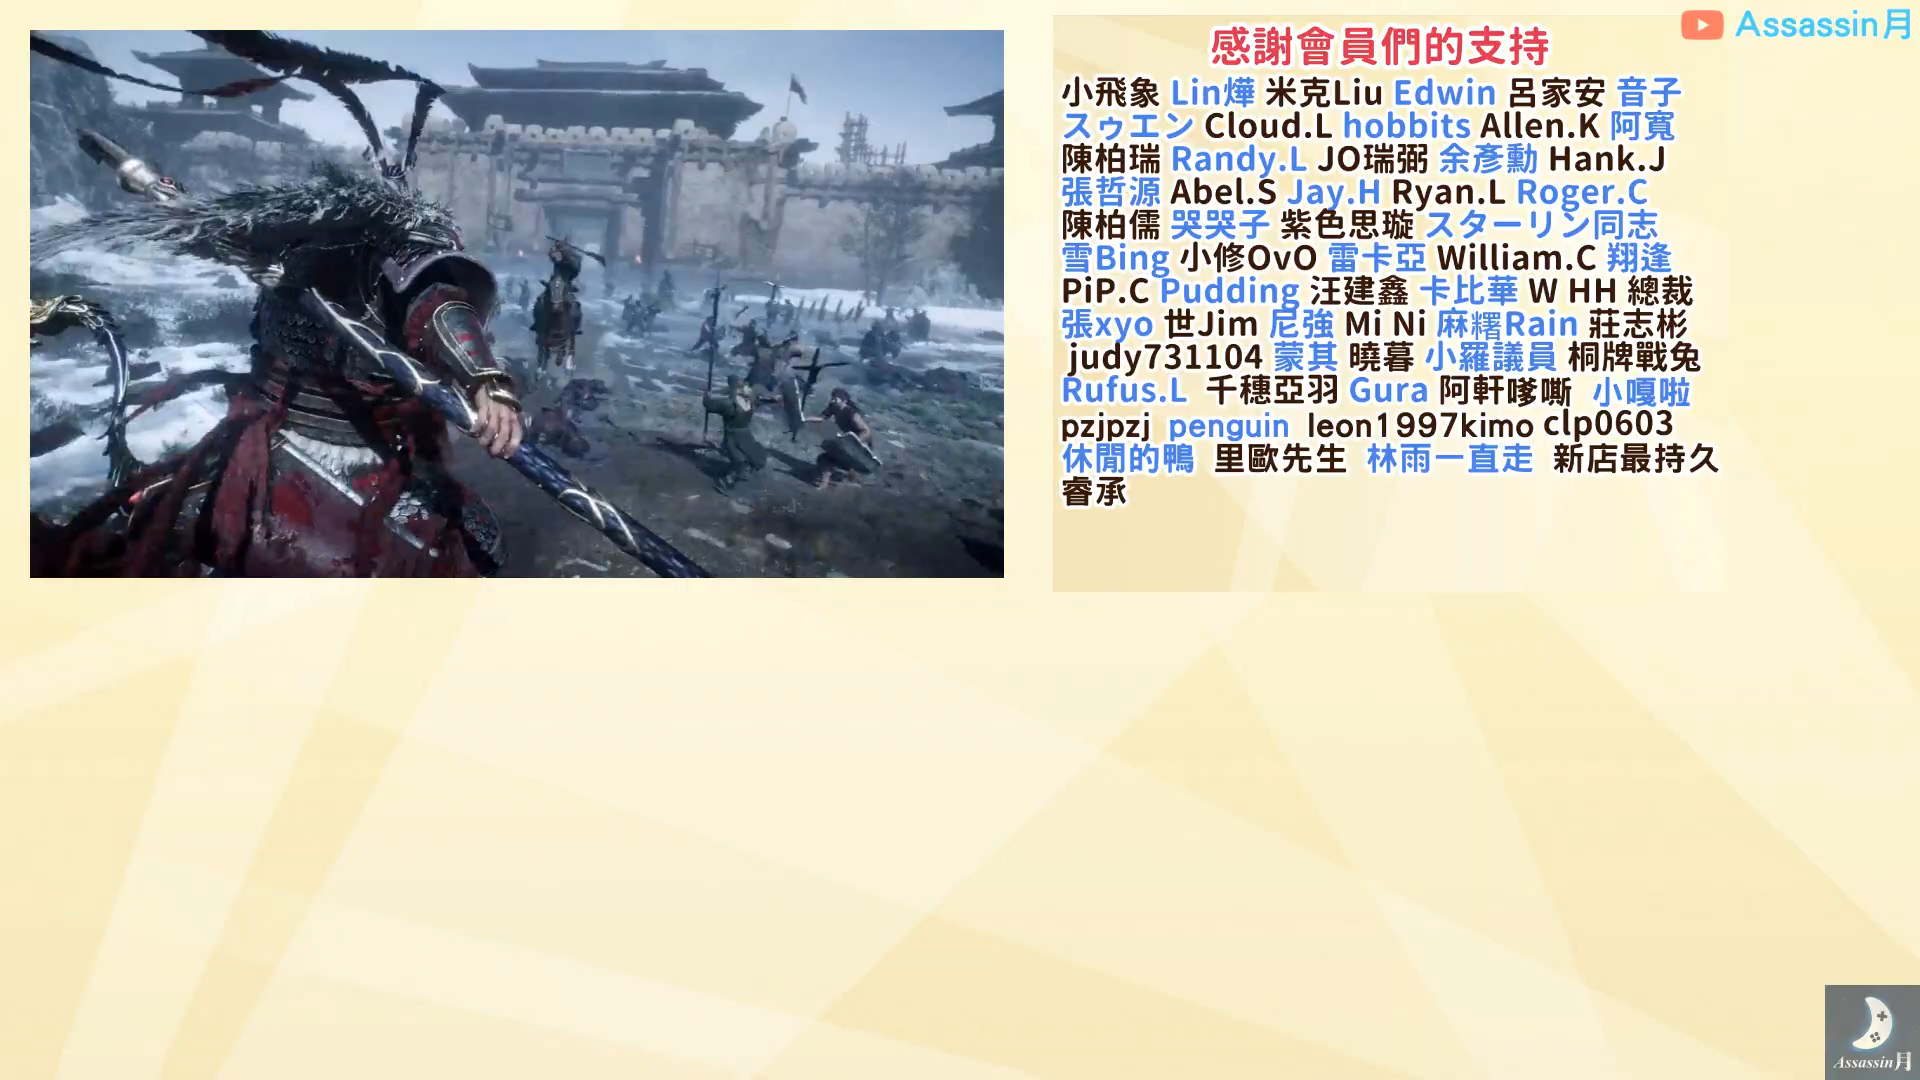 Assassin月
感謝會員們的支持
小飛象 Lin燁 米克Liu Edwin 呂家安 音子
スゥエン Cloud.L hobbits Allen.K 阿寬
陳柏瑞 Randy.L JO瑞弼 余彥勳 Hank.J
張哲源 Abel.S Jay.H Ryan.L Roger.C
陳柏儒 哭哭子 紫色思璇 スターリン同志
雪Bing 小修OvO 雷卡亞 William.C 翔逢
PiP.C Pudding 汪建鑫 卡比華 W HH 總裁
張xyo 世Jim 尼強 Mi Ni 麻糬Rain 莊志彬
judy731104 蒙其 曉暮 小羅議員 桐牌戰兔
Rufus.L 千穗亞羽 Gura 阿軒嗲嘶 小嘎啦
pzjpzj penguin leon1997kimo clp0603
休閒的鴨 里歐先生 林雨一直走 新店最持久
睿承
Assassin月